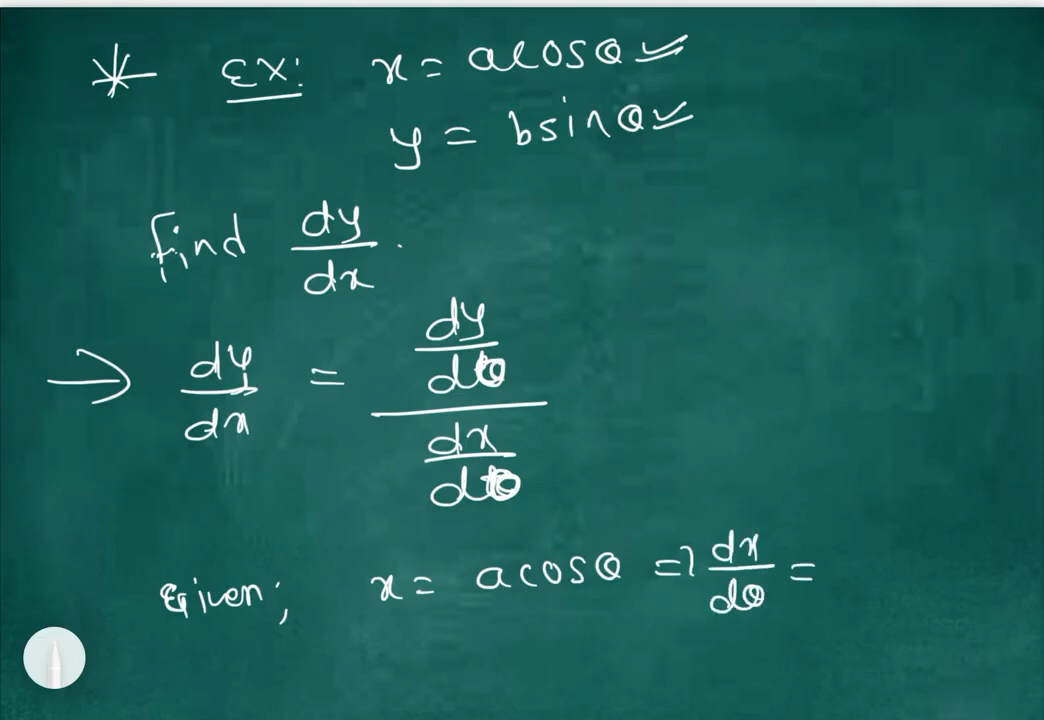 * Ex: x = acosθ ✓
y = bsinθ ✓
find dy/dx.
→ dy/dx = (dy/dθ)/(dx/dθ)
Given; x = acosθ ⇒ dx/dθ =